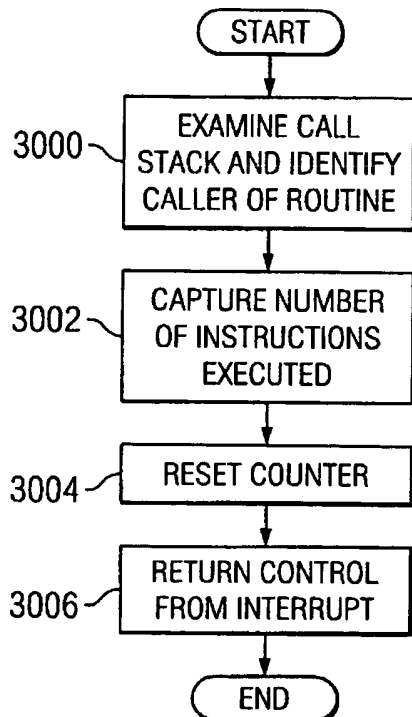 START
3000
EXAMINE CALL
STACK AND IDENTIFY
CALLER OF ROUTINE
3002
CAPTURE NUMBER
OF INSTRUCTIONS
EXECUTED
3004
RESET COUNTER
3006
RETURN CONTROL
FROM INTERRUPT
END